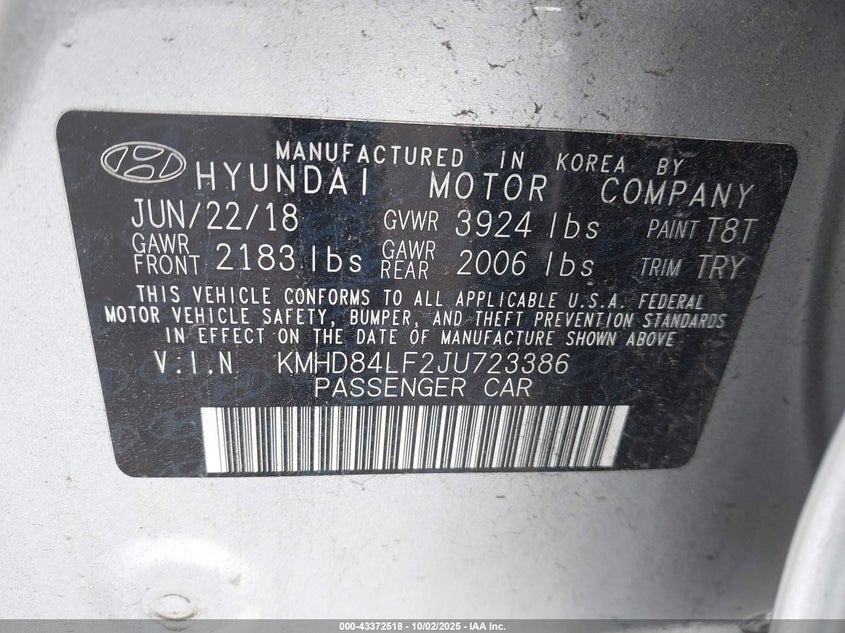 MANUFACTURED IN KOREA BY
HYUNDAI MOTOR COMPANY
JUN/22/18 GVWR 3924 lbs PAINT T8T
GAWR FRONT 2183 lbs GAWR REAR 2006 lbs TRIM TRY
THIS VEHICLE CONFORMS TO ALL APPLICABLE U.S.A. FEDERAL
MOTOR VEHICLE SAFETY, BUMPER, AND THEFT PREVENTION STANDARDS
IN EFFECT ON THE DATE OF MANUFACTURE SHOWN ABOVE
V:I.N KMHD84LF2JU723386
PASSENGER CAR
000-43372518 - 10/02/2025 - IAA Inc.